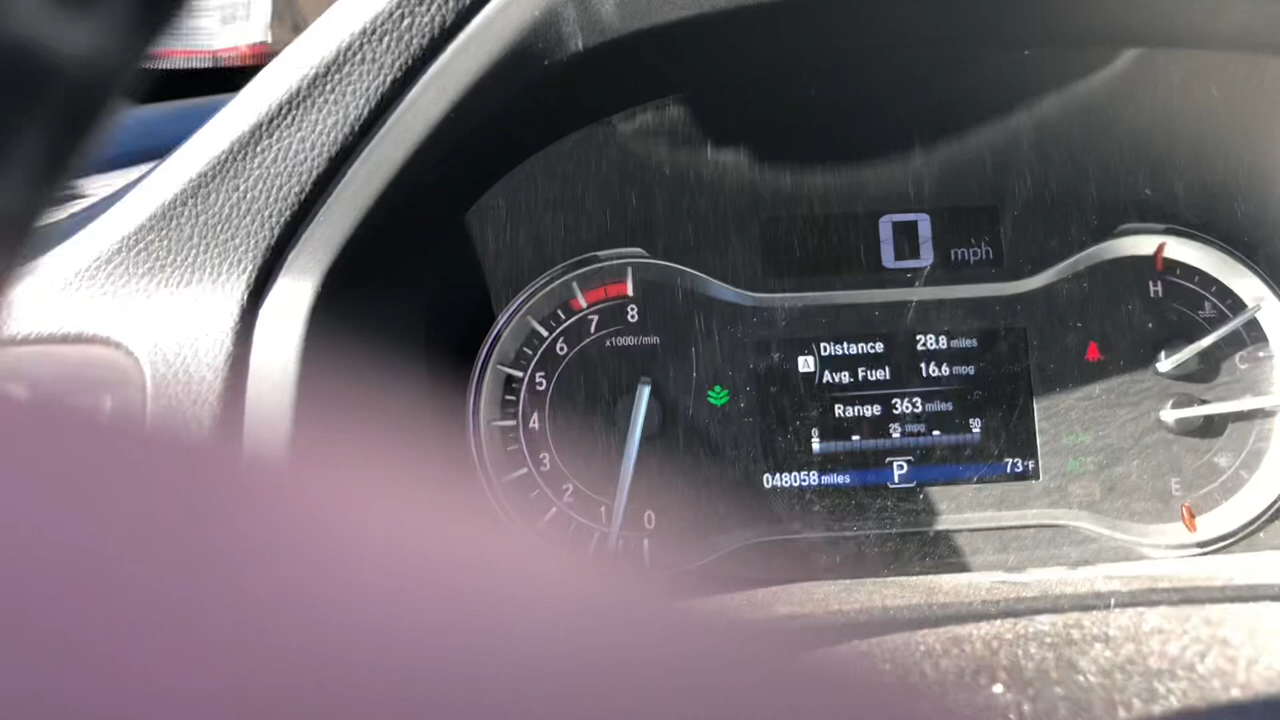 0 mph
8
7
6
x1000r/min
5
4
3
2
1
0
A
Distance 28.8 miles
Avg. Fuel 16.6 mpg
Range 363 miles
0 25 mpg 50
048058 miles P 73°F
H
C
E